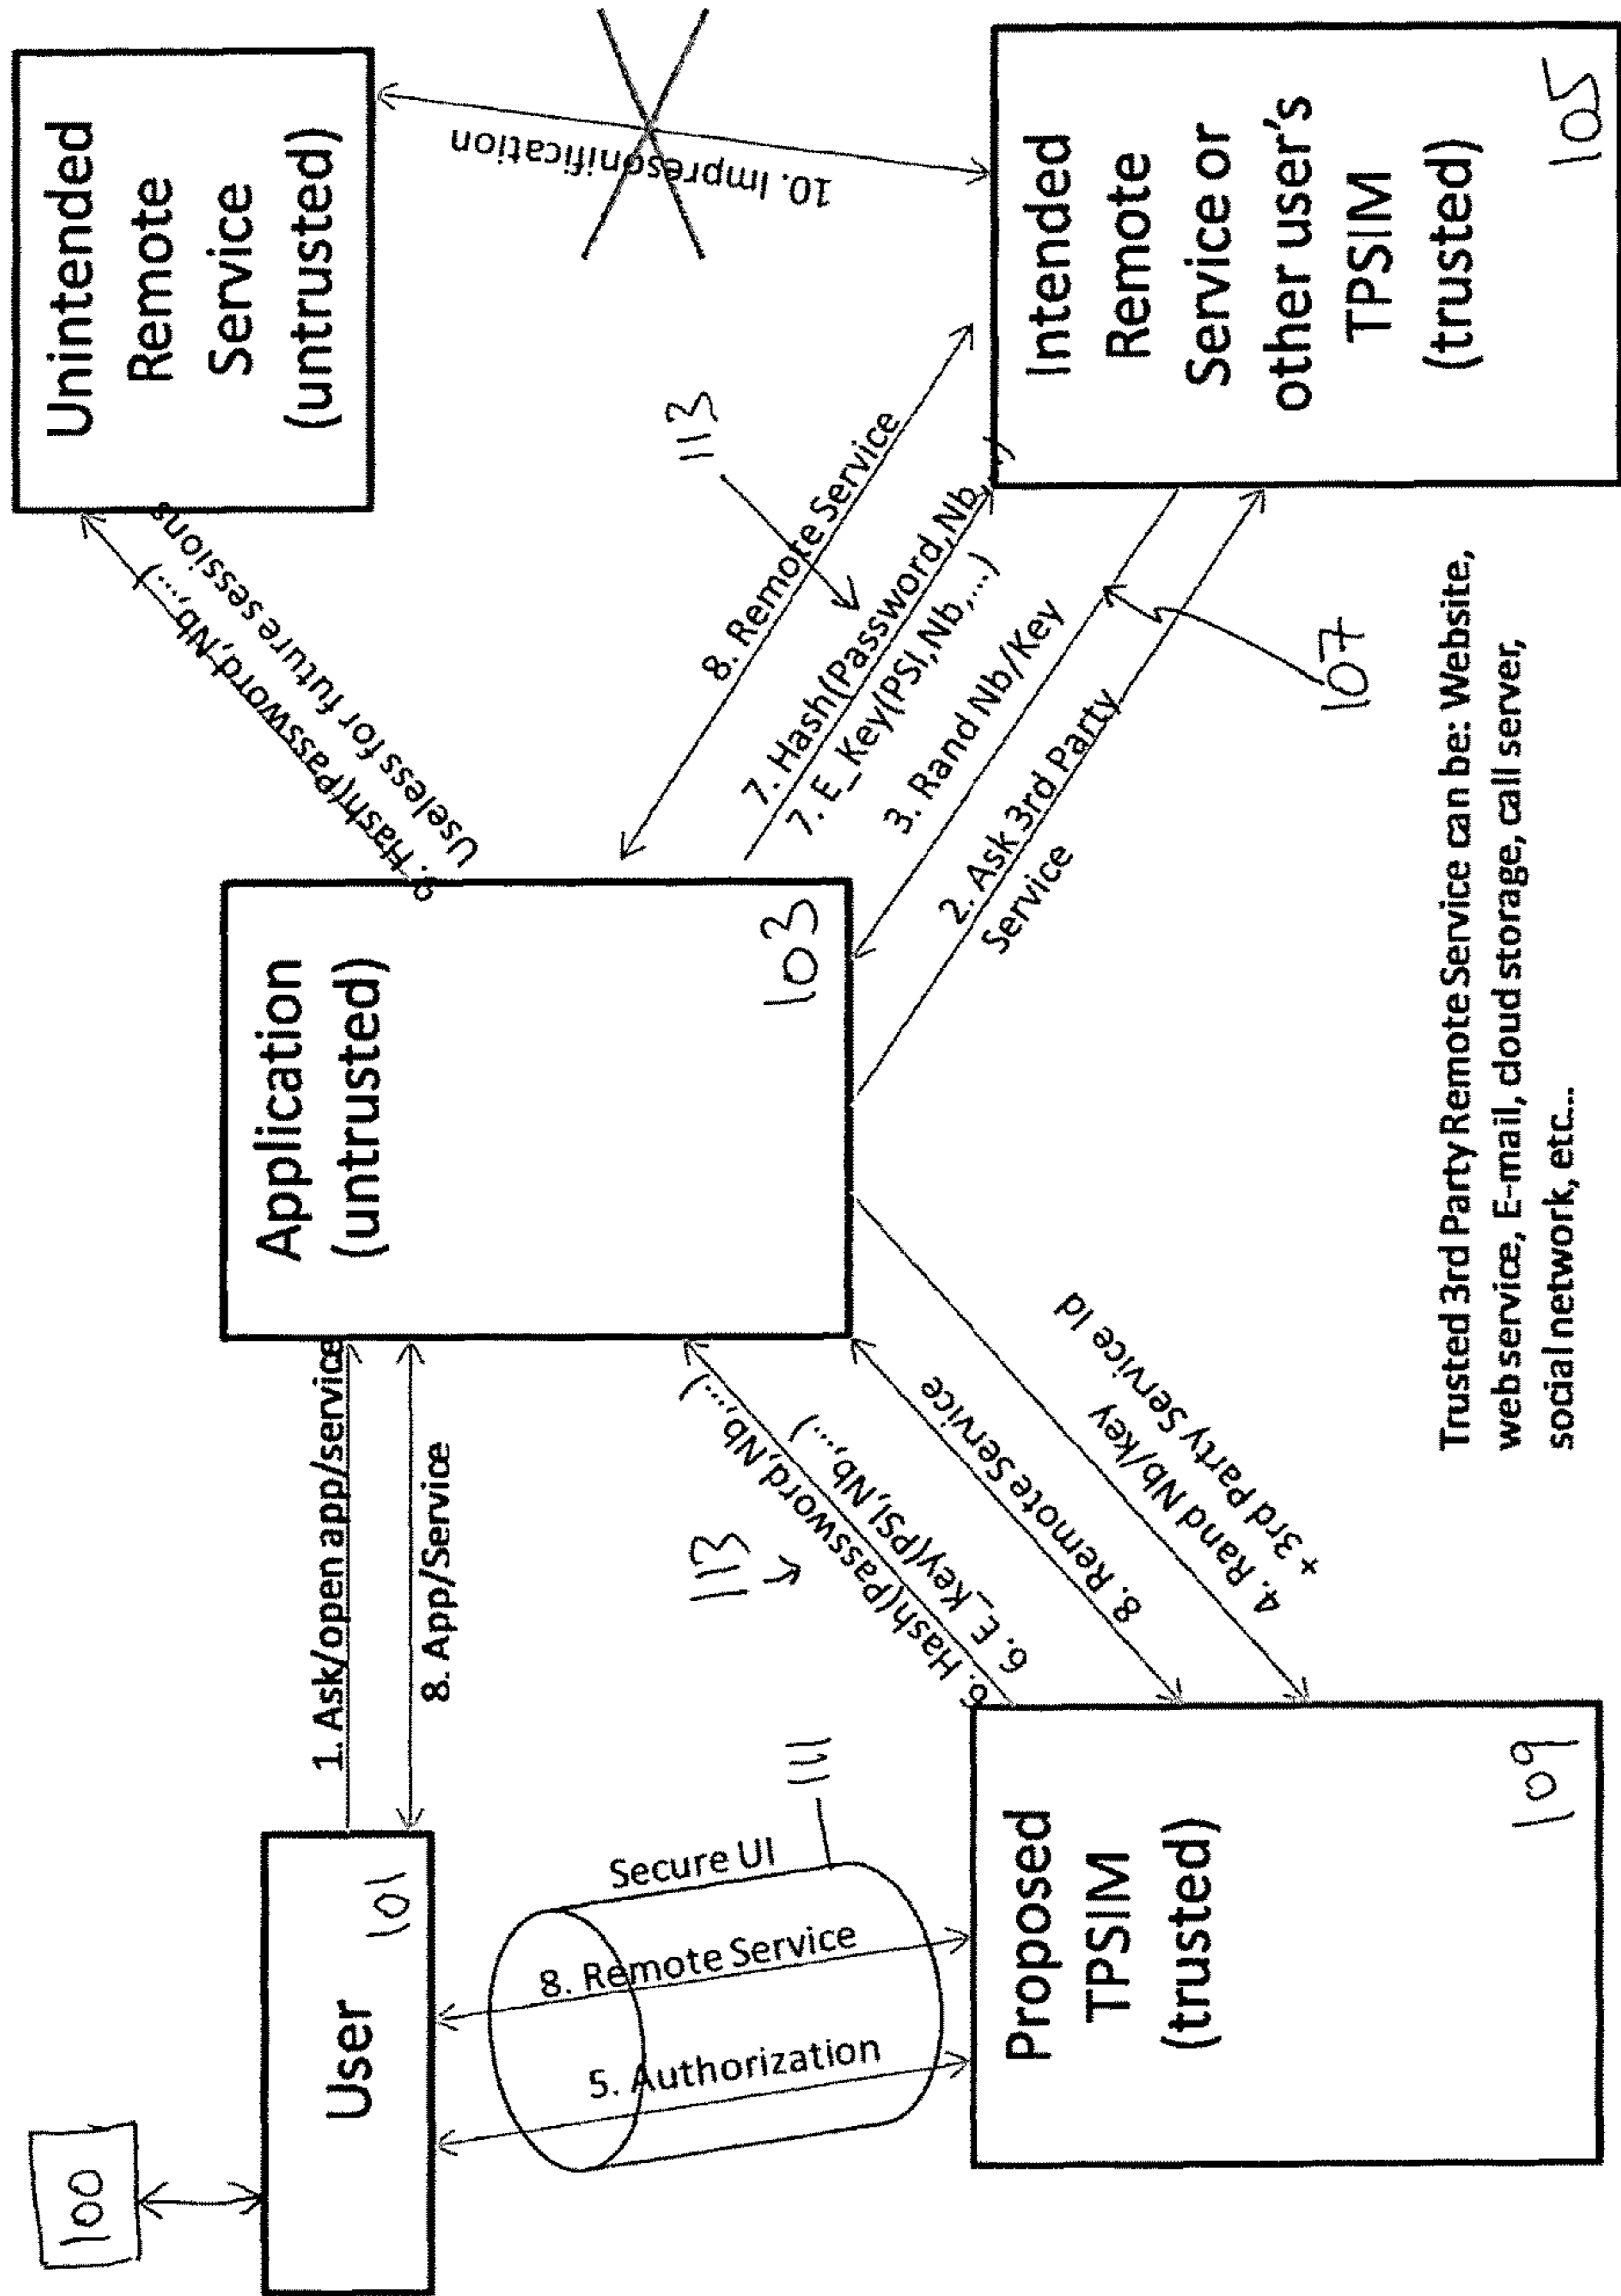 100
User
101
1. Ask/open app/service
8. App/Service
Application
(untrusted)
103
9. Hash(Password,Nb,...)
Useless for future sessions
Unintended
Remote
Service
(untrusted)
10. Impresonification
Secure UI
111
8. Remote Service
5. Authorization
Proposed
TPSIM
(trusted)
109
113
6. Hash(Password,Nb,...)
6. E_Key(PSI,Nb,...)
8. Remote Service
4. Rand Nb/key
+ 3rd Party Service Id
113
8. Remote Service
7. Hash(Password,Nb,...)
7. E_Key(PSI,Nb,...)
3. Rand Nb/Key
2. Ask 3rd Party
Service
107
Intended
Remote
Service or
other user's
TPSIM
(trusted)
105
Trusted 3rd Party Remote Service can be: Website,
web service, E-mail, cloud storage, call server,
social network, etc...